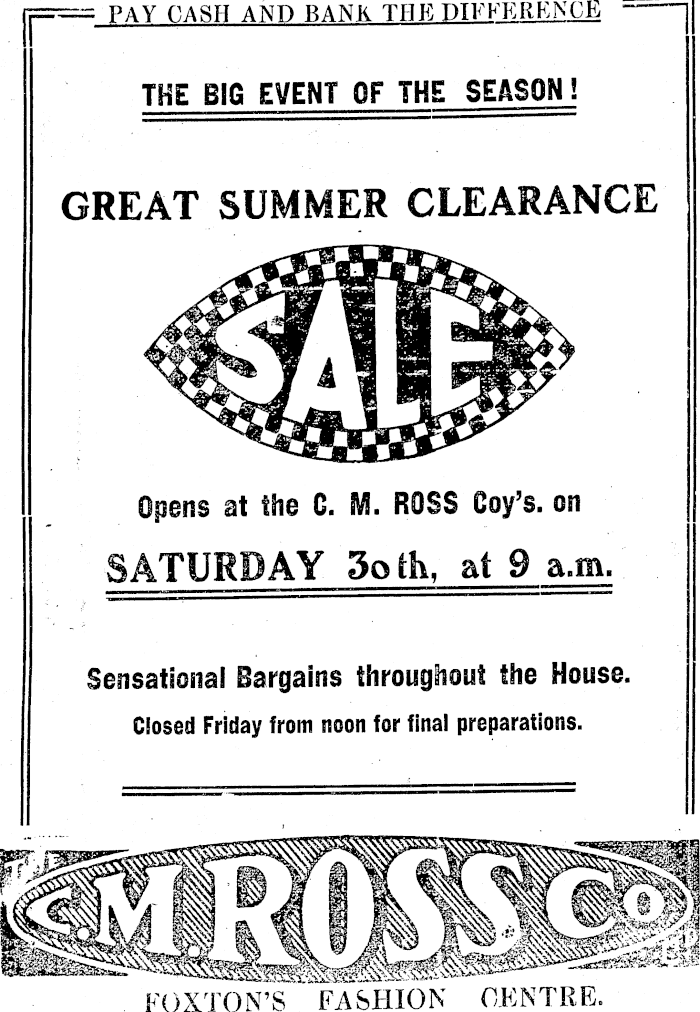 PAY CASH AND BANK THE DIFFERENCE
THE BIG EVENT OF THE SEASON!
GREAT SUMMER CLEARANCE
SALE
Opens at the C. M. ROSS Coy's. on
SATURDAY 30th, at 9 a.m.
Sensational Bargains throughout the House.
Closed Friday from noon for final preparations.
C.M. ROSS Co
FOXTON'S FASHION CENTRE.